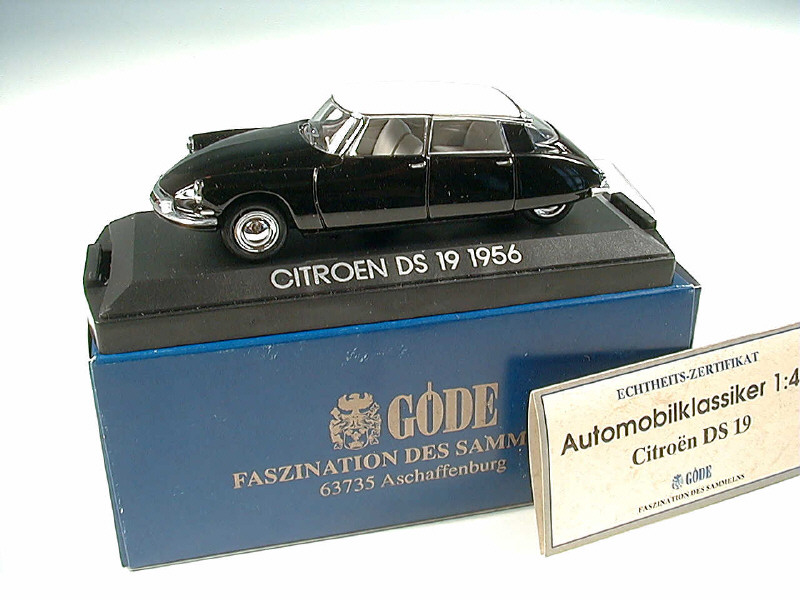 CITROEN DS 19 1956
GÖDE
FASZINATION DES SAMM
63735 Aschaffenburg
ECHTHEITS-ZERTIFIKAT
Automobilklassiker 1:4
Citroën DS 19
GÖDE
FASZINATION DES SAMMELNS